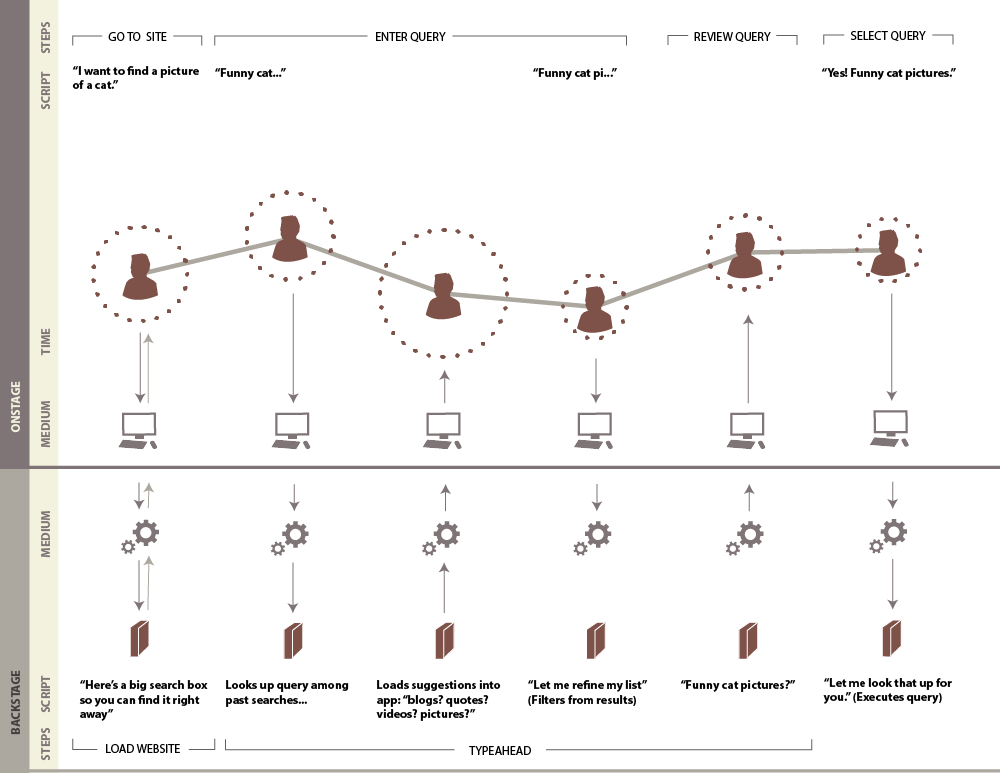 STEPS
GO TO SITE
ENTER QUERY
REVIEW QUERY
SELECT QUERY
SCRIPT
“I want to find a picture
of a cat.”
“Funny cat...”
“Funny cat pi...”
“Yes! Funny cat pictures.”
TIME
ONSTAGE
MEDIUM
MEDIUM
BACKSTAGE
SCRIPT
“Here’s a big search box
so you can find it right
away”
Looks up query among
past searches...
Loads suggestions into
app: “blogs? quotes?
videos? pictures?”
“Let me refine my list”
(Filters from results)
“Funny cat pictures?”
“Let me look that up for
you.” (Executes query)
STEPS
LOAD WEBSITE
TYPEAHEAD